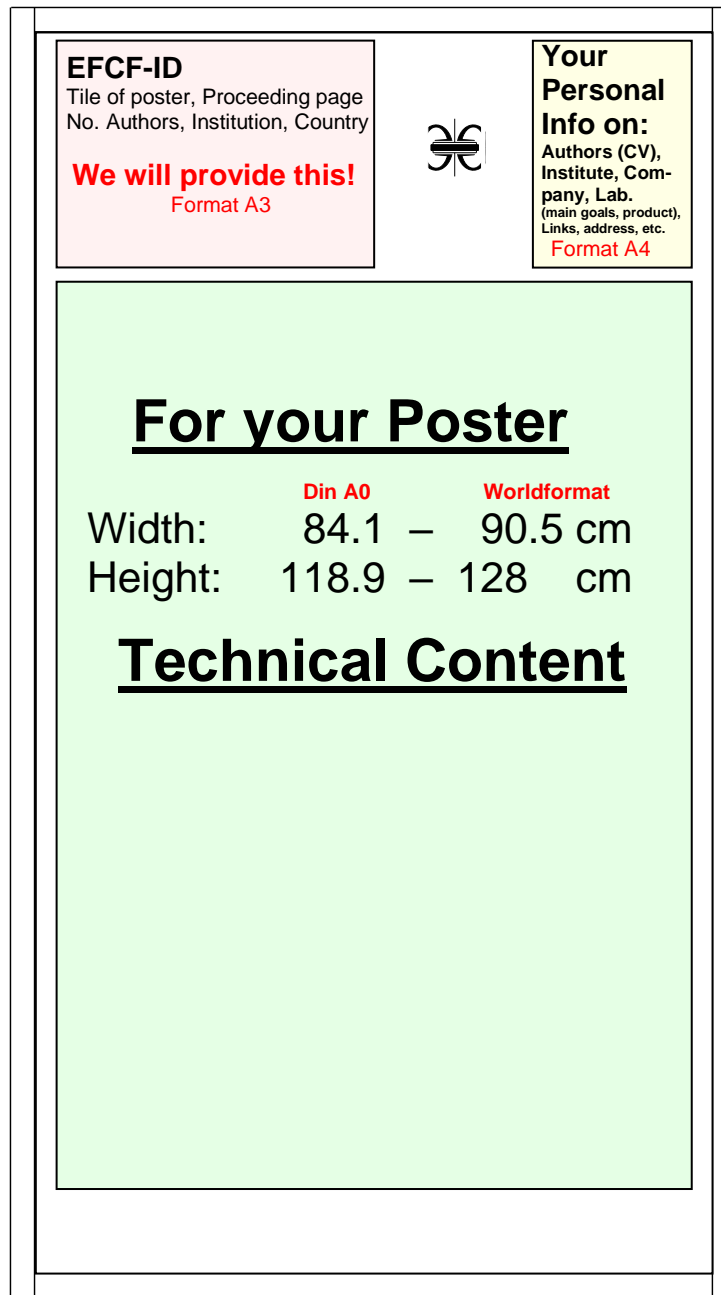 EFCF-ID
Tile of poster, Proceeding page
No. Authors, Institution, Country
We will provide this!
Format A3
Your
Personal
Info on:
Authors (CV),
Institute, Com-
pany, Lab.
(main goals, product),
Links, address, etc.
Format A4
For your Poster
Din A0 Worldformat
Width: 84.1 – 90.5 cm
Height: 118.9 – 128 cm
Technical Content